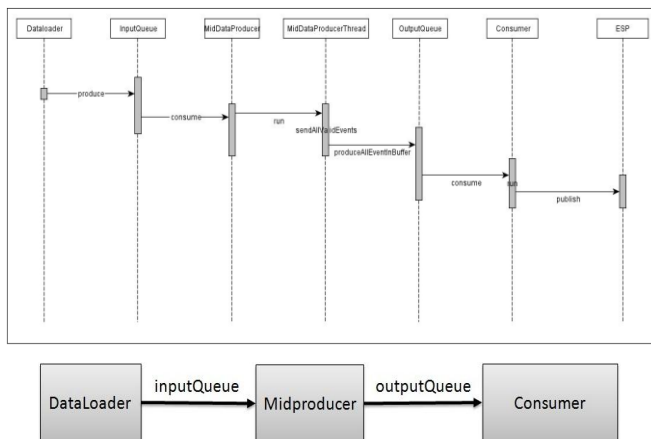 Dataloader
InputQueue
MidDataProducer
MidDataProducerThread
OutputQueue
Consumer
ESP
produce
consume
run
sendAllValidEvents
produceAllEventInBuffer
consume
run
publish
inputQueue
outputQueue
DataLoader
Midproducer
Consumer